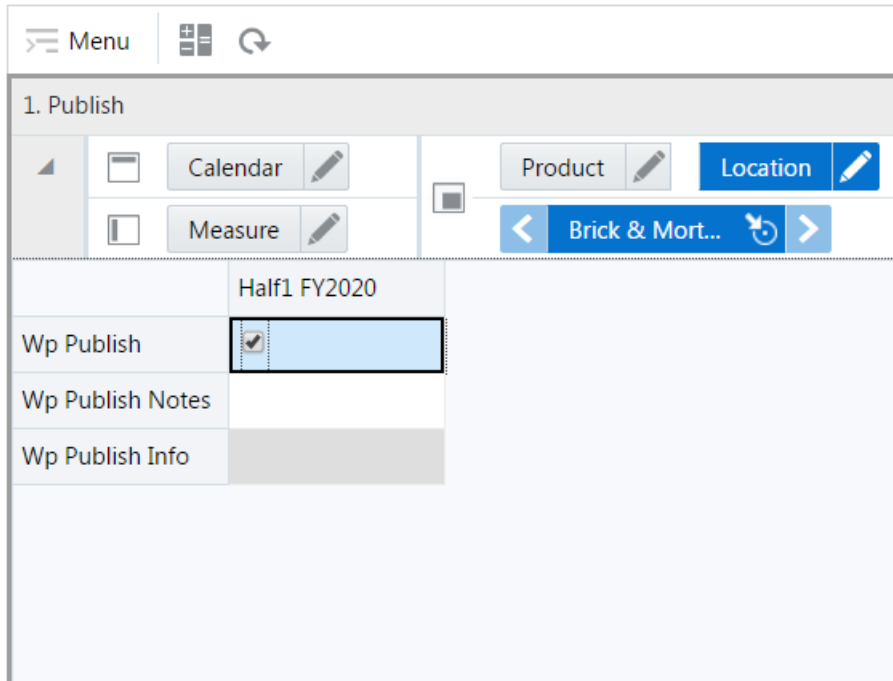 Menu
1. Publish
Calendar Product Location
Measure Brick & Mort...
Half1 FY2020
Wp Publish
Wp Publish Notes
Wp Publish Info